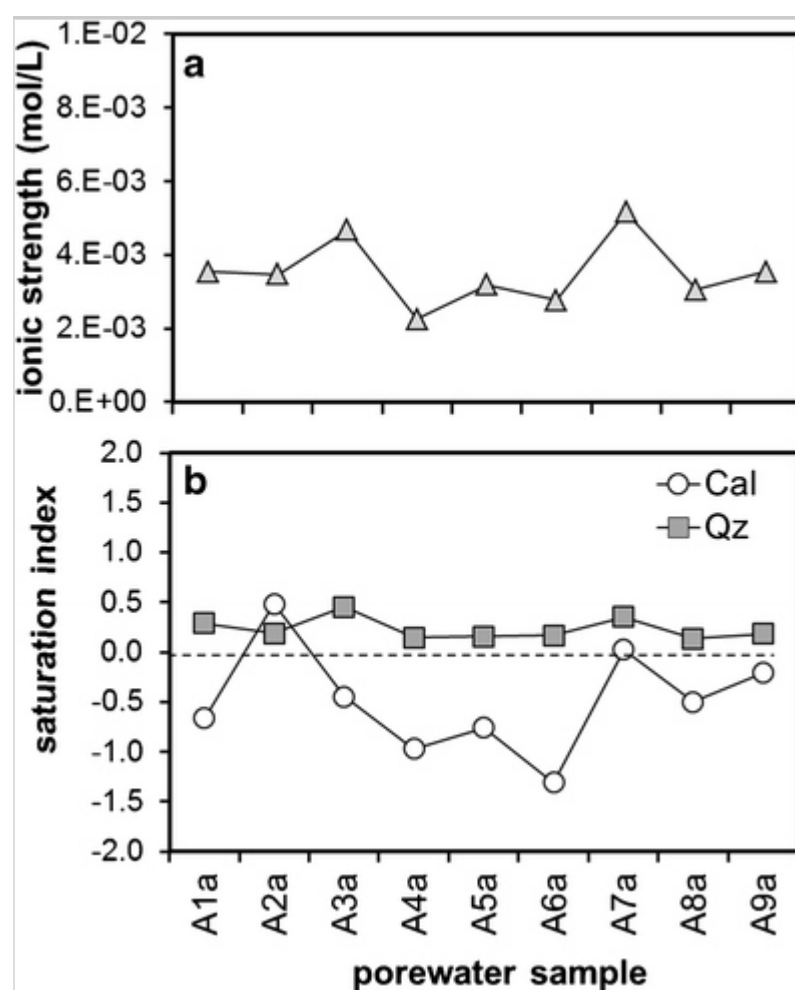 a
ionic strength (mol/L)
1.E-02
8.E-03
6.E-03
4.E-03
2.E-03
0.E+00
b
saturation index
2.0
1.5
1.0
0.5
0.0
-0.5
-1.0
-1.5
-2.0
Cal
Qz
A1a
A2a
A3a
A4a
A5a
A6a
A7a
A8a
A9a
porewater sample